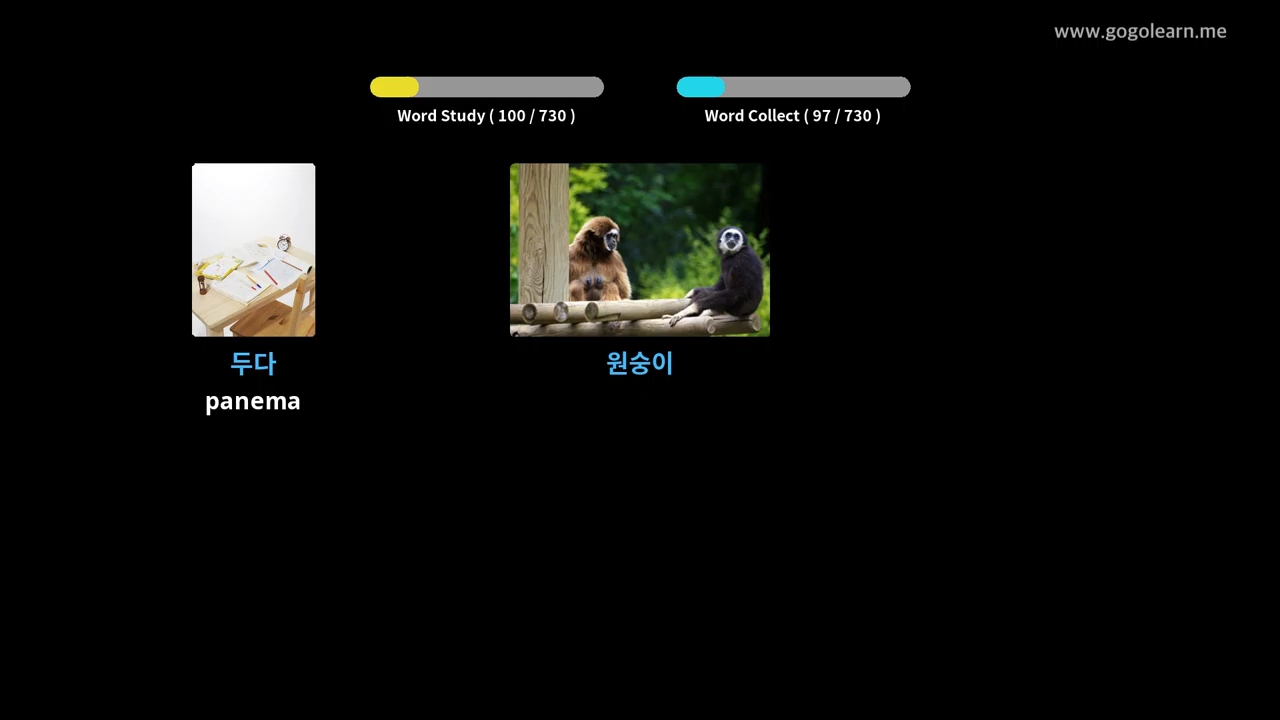 www.gogolearn.me
Word Study ( 100 / 730 )
Word Collect ( 97 / 730 )
두다
panema
원숭이